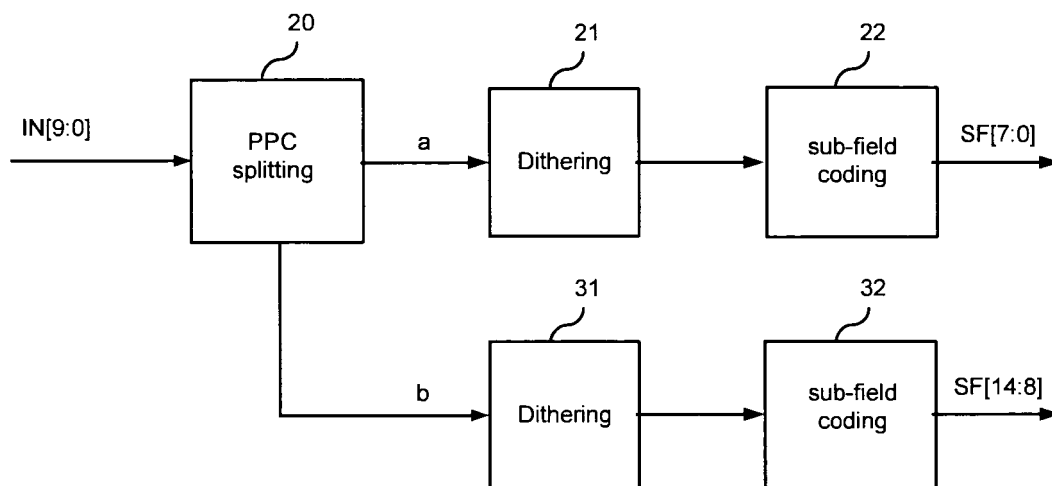 20
21
22
IN[9:0]
PPC
splitting
a
Dithering
sub-field
coding
SF[7:0]
31
32
b
Dithering
sub-field
coding
SF[14:8]